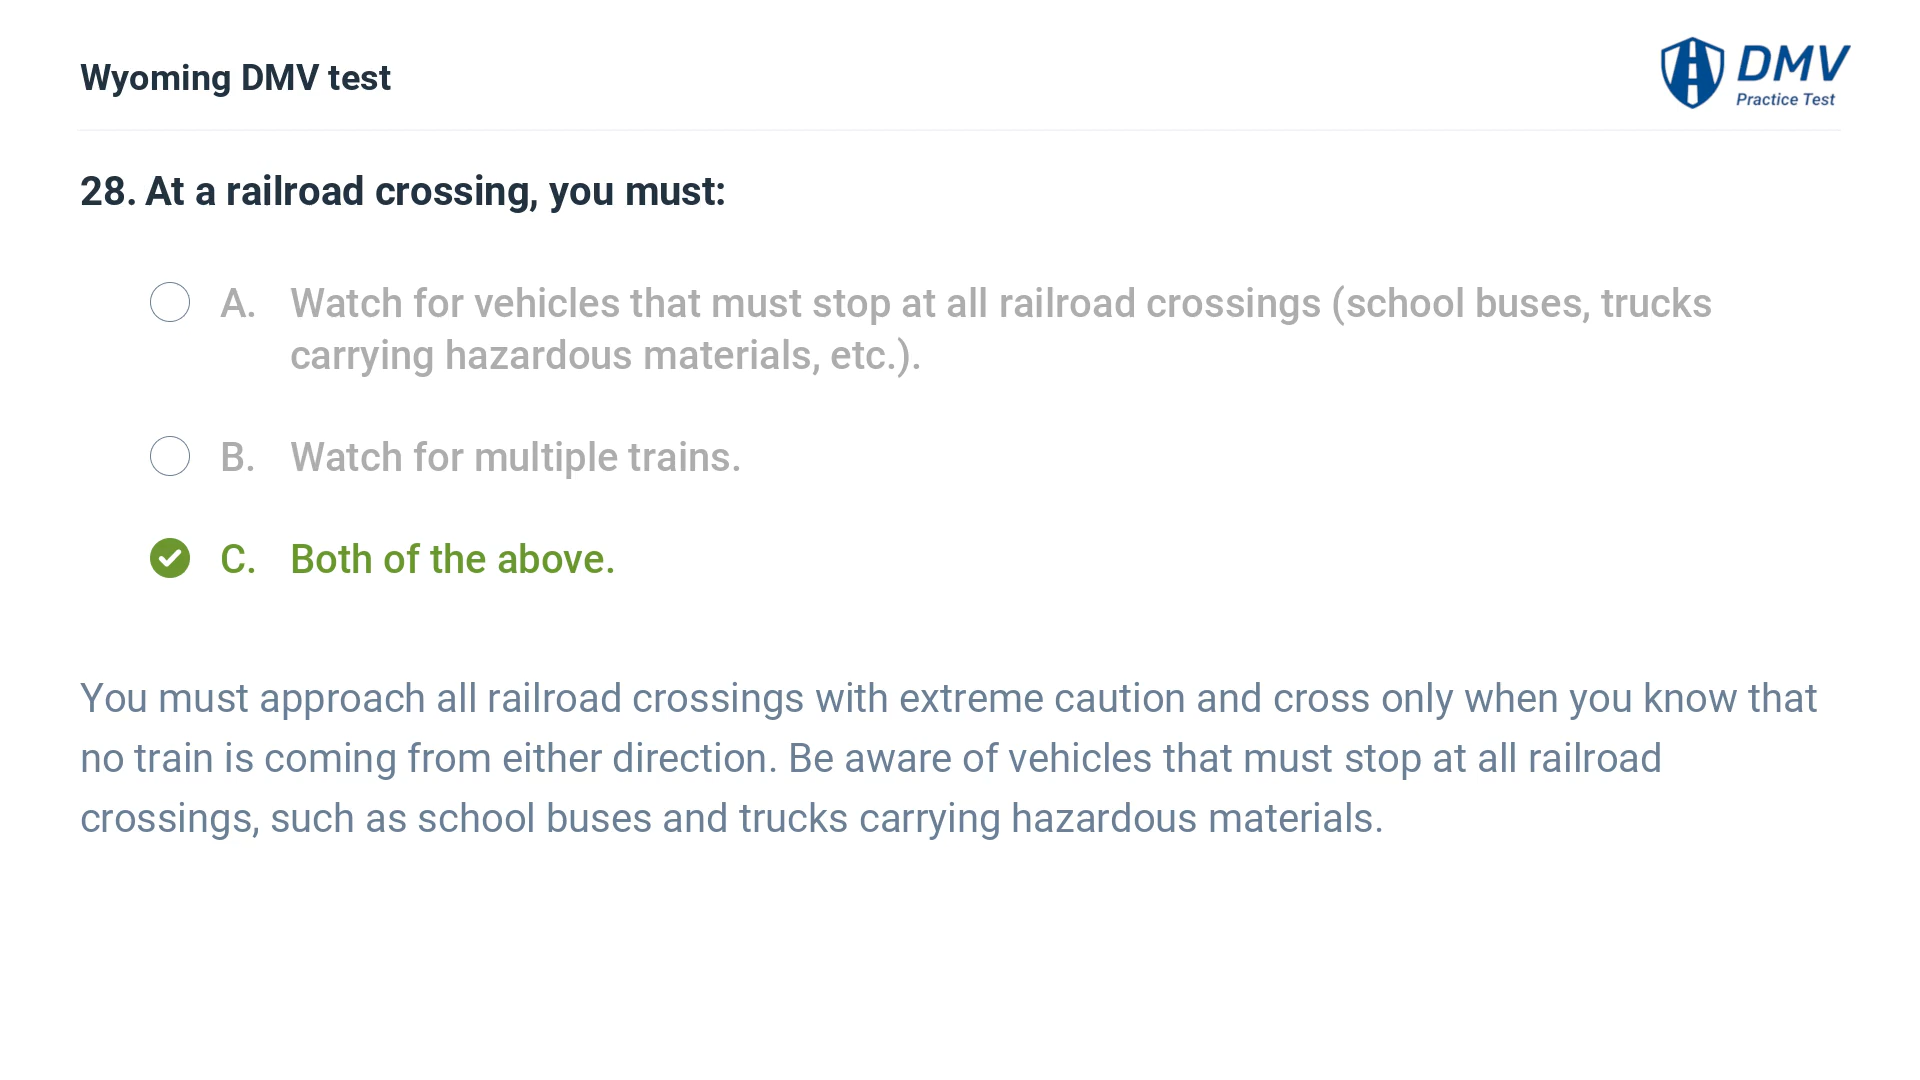 Wyoming DMV test
DMV
Practice Test
28. At a railroad crossing, you must:
A. Watch for vehicles that must stop at all railroad crossings (school buses, trucks
carrying hazardous materials, etc.).
B. Watch for multiple trains.
C. Both of the above.
You must approach all railroad crossings with extreme caution and cross only when you know that
no train is coming from either direction. Be aware of vehicles that must stop at all railroad
crossings, such as school buses and trucks carrying hazardous materials.